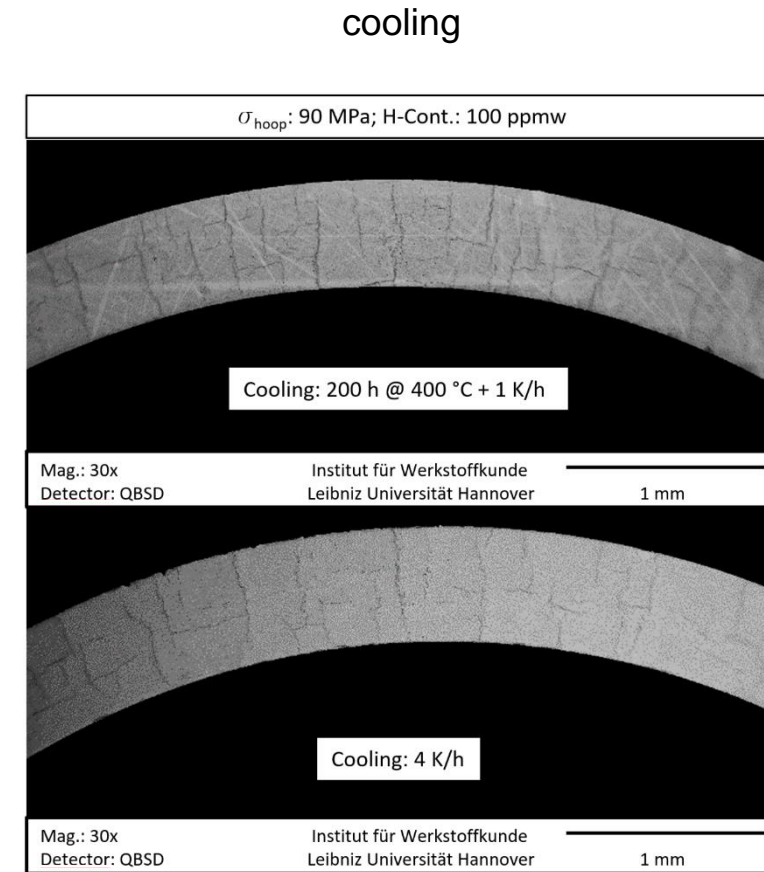 cooling
σhoop: 90 MPa; H-Cont.: 100 ppmw
Cooling: 200 h @ 400 °C + 1 K/h
Mag.: 30x Institut für Werkstoffkunde
Detector: QBSD Leibniz Universität Hannover 1 mm
Cooling: 4 K/h
Mag.: 30x Institut für Werkstoffkunde
Detector: QBSD Leibniz Universität Hannover 1 mm